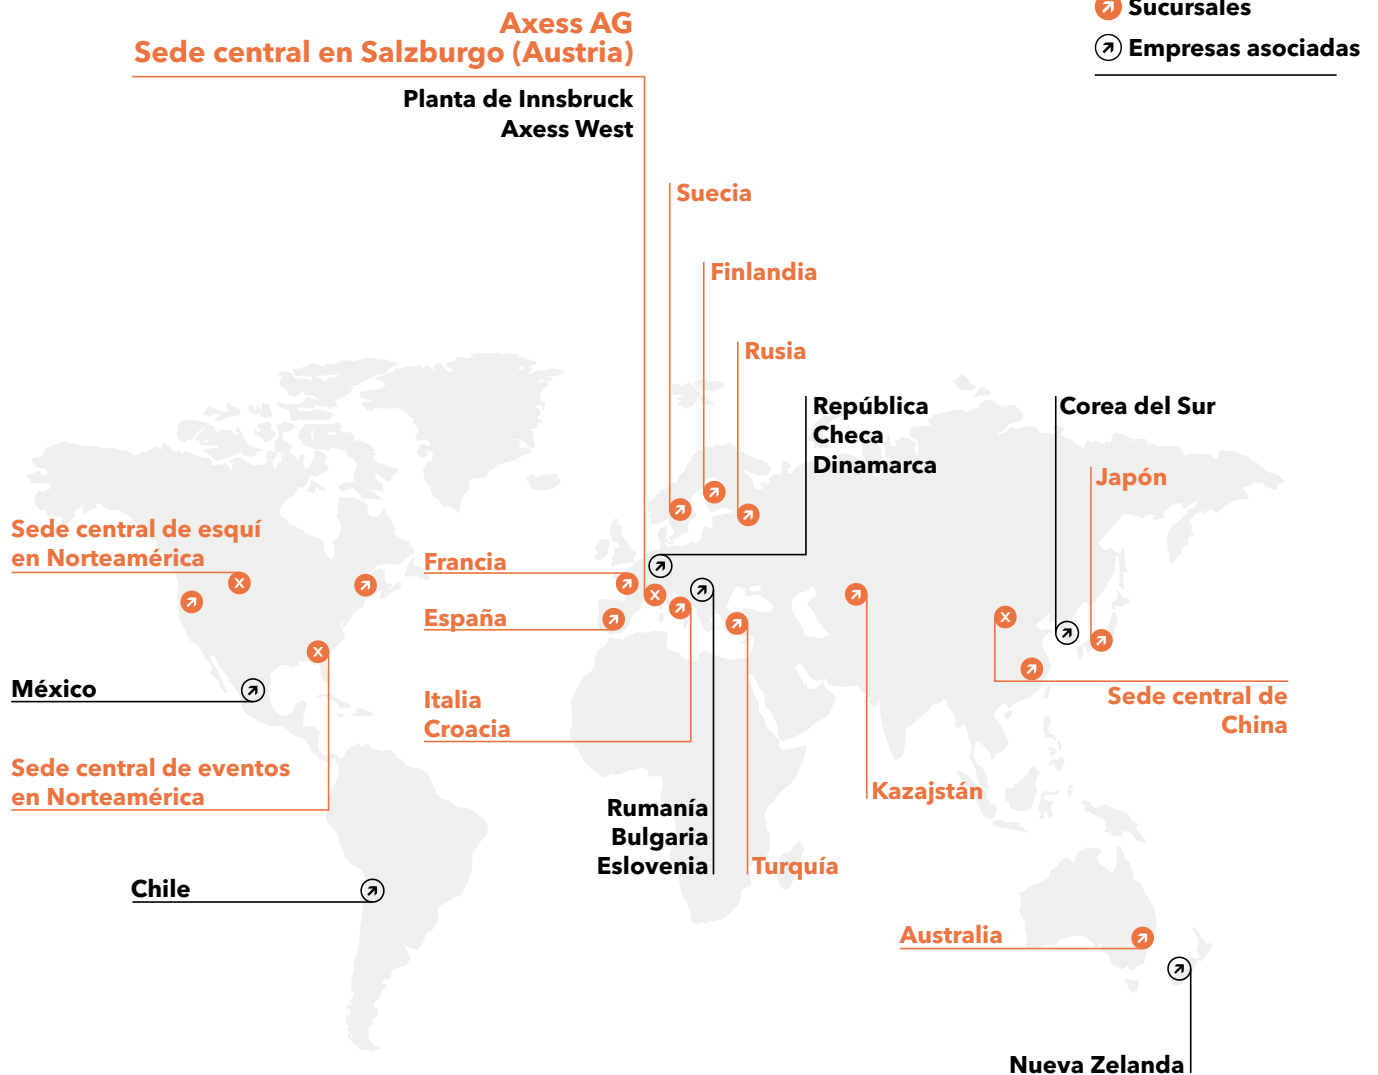 Sucursales
Empresas asociadas
Axess AG
Sede central en Salzburgo (Austria)
Planta de Innsbruck
Axess West
Suecia
Finlandia
Rusia
República
Checa
Dinamarca
Corea del Sur
Japón
Sede central de esquí
en Norteamérica
Francia
España
México
Italia
Croacia
Sede central de
China
Sede central de eventos
en Norteamérica
Kazajstán
Rumanía
Bulgaria
Eslovenia
Turquía
Chile
Australia
Nueva Zelanda